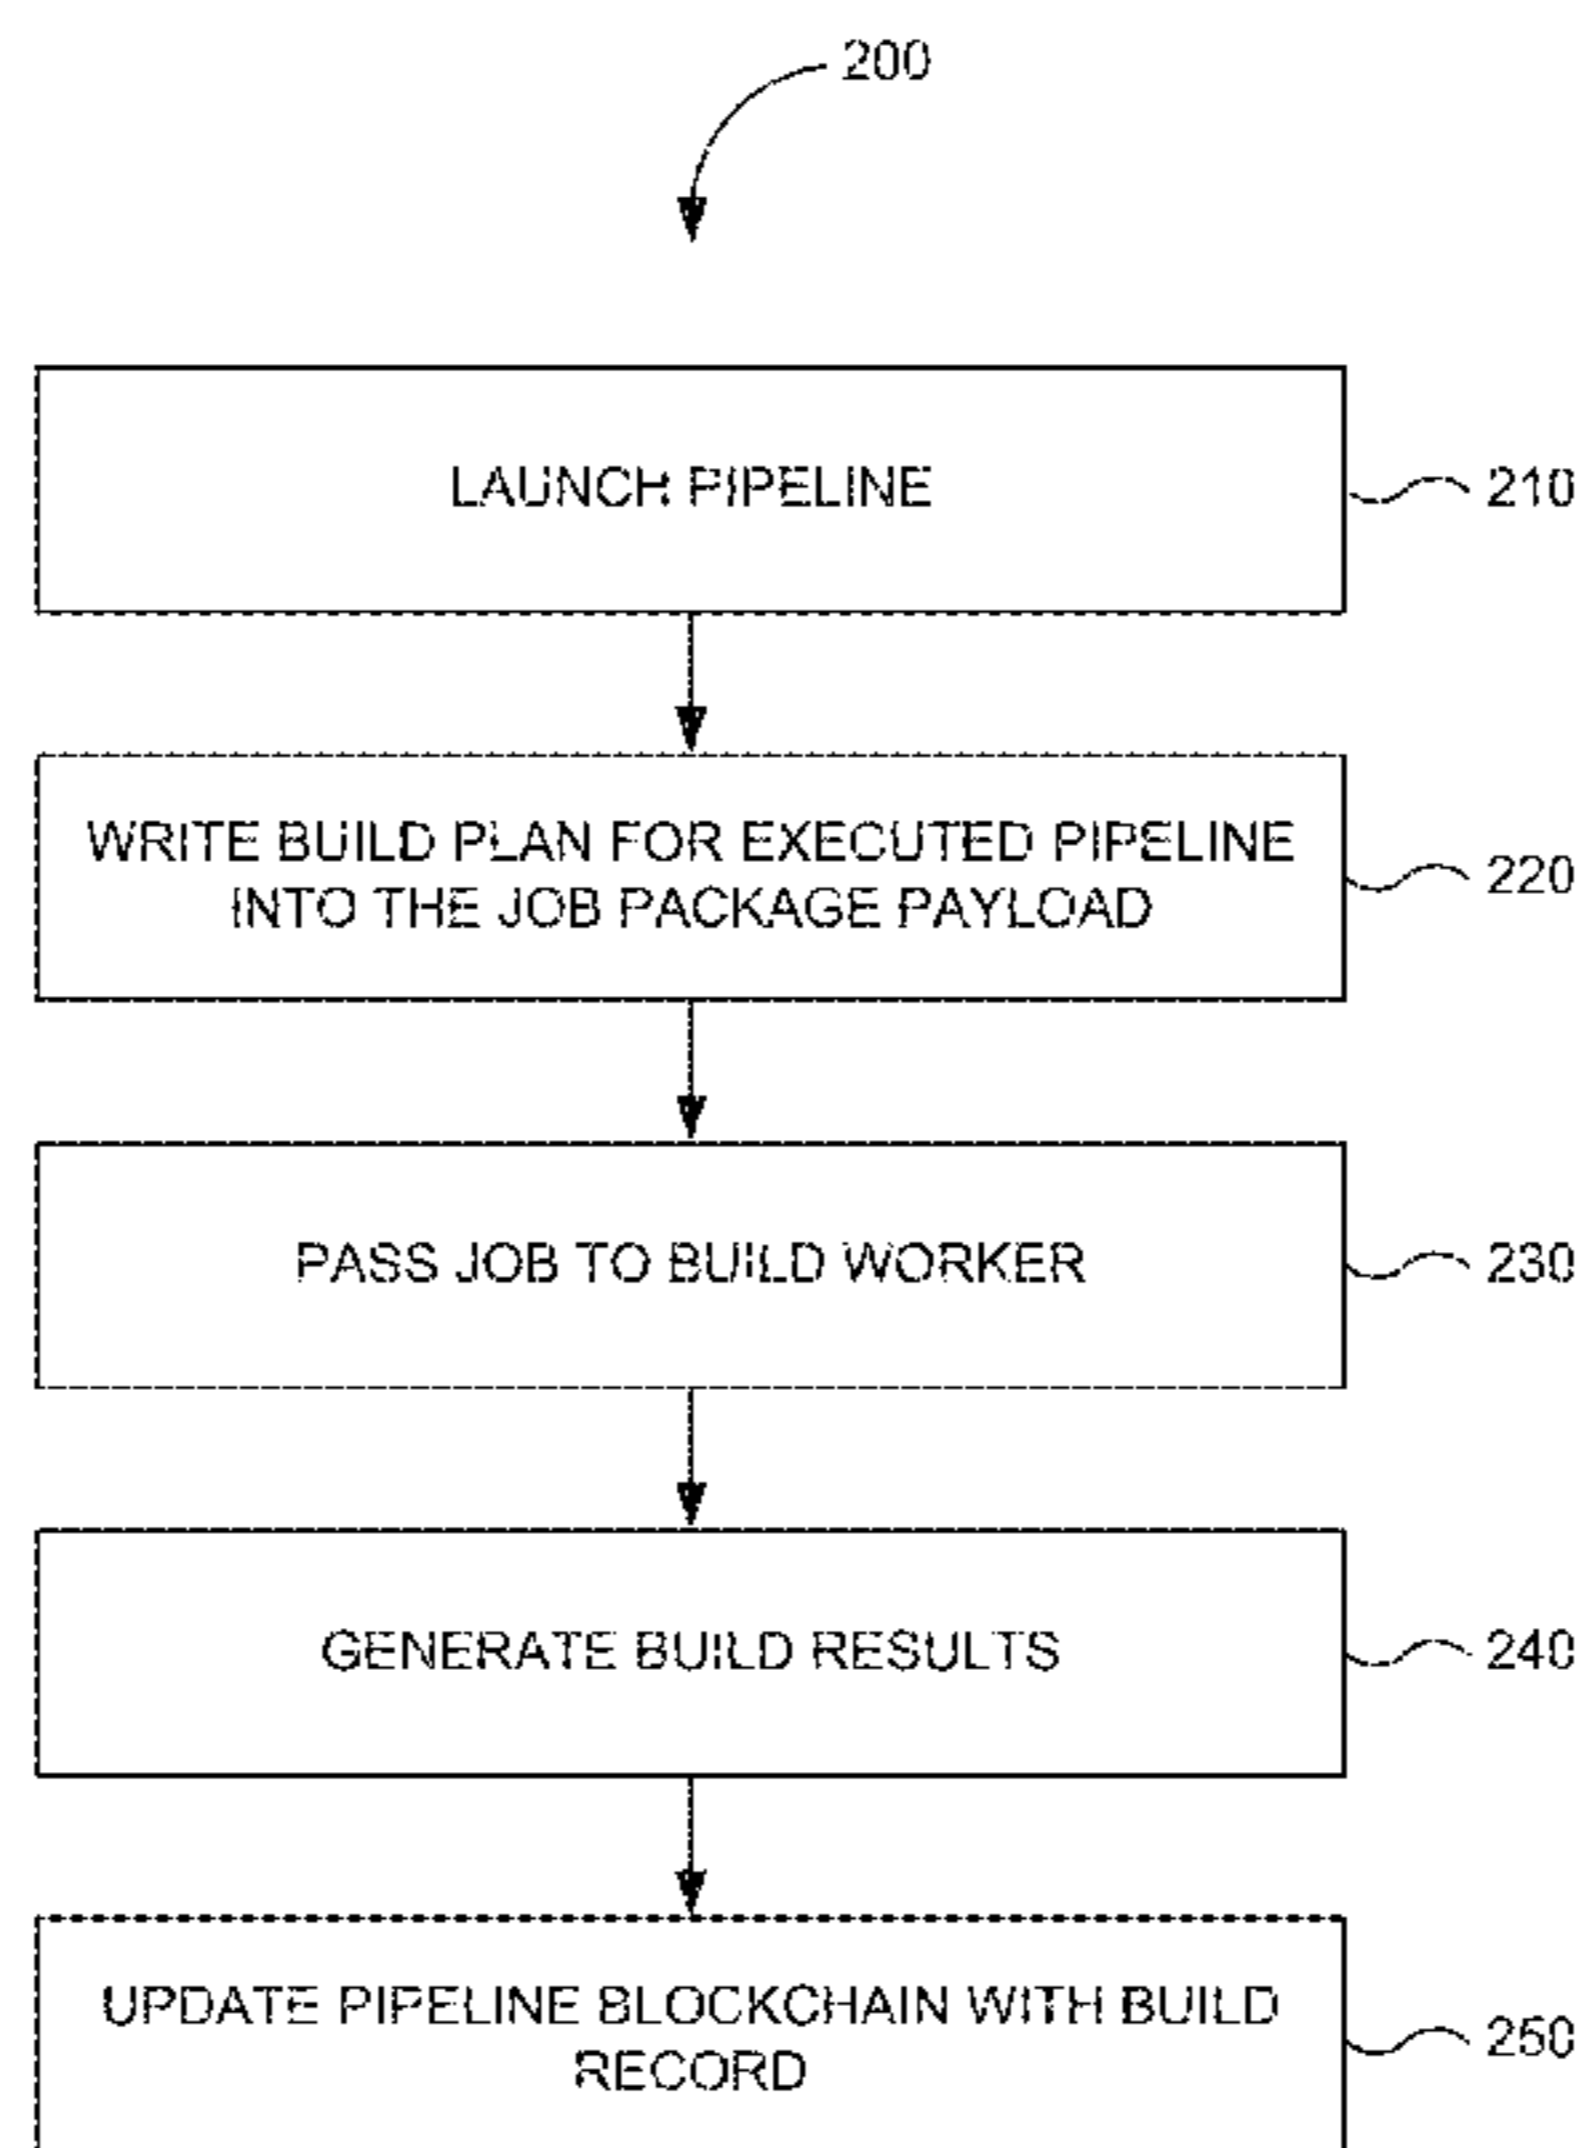 200
LAUNCH PIPELINE
210
WRITE BUILD PLAN FOR EXECUTED PIPELINE
INTO THE JOB PACKAGE PAYLOAD
220
PASS JOB TO BUILD WORKER
230
GENERATE BUILD RESULTS
240
UPDATE PIPELINE BLOCKCHAIN WITH BUILD
RECORD
250